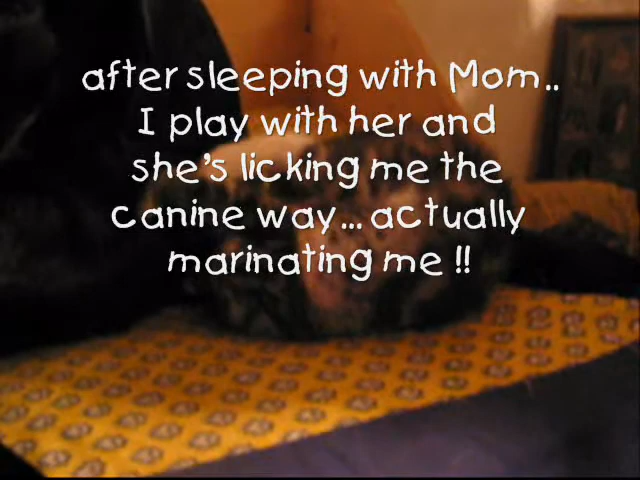 after sleeping with Mom..
I play with her and
she's licking me the
canine way... actually
marinating me !!